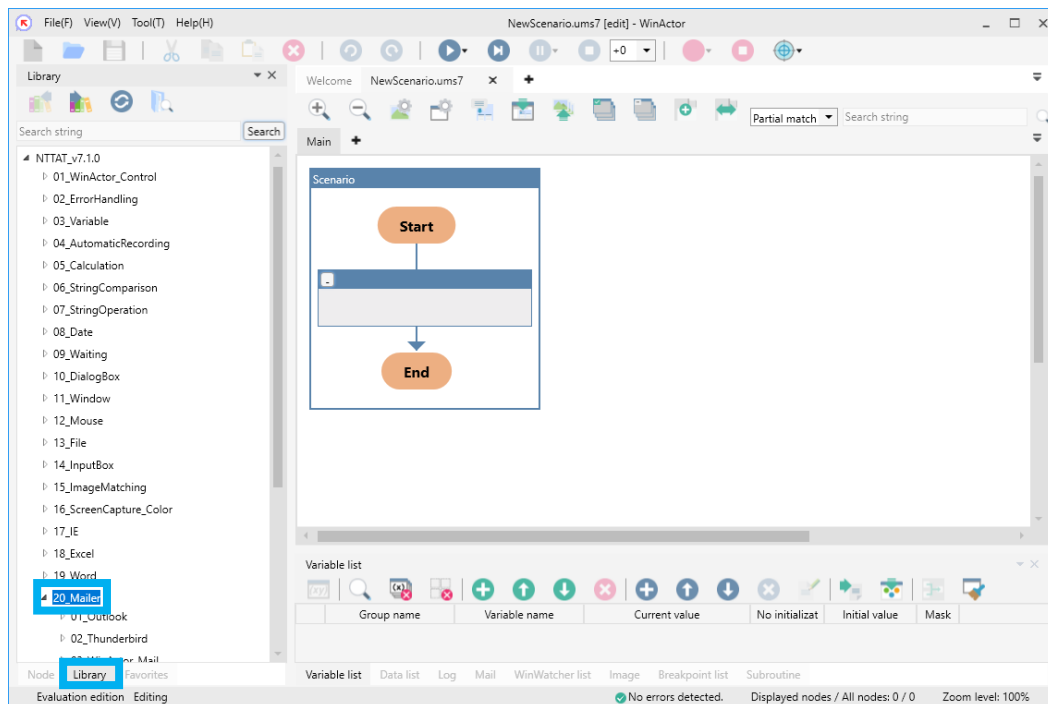 File(F) View(V) Tool(T) Help(H) NewScenario.ums7 [edit] - WinActor
+0
Library
Search string Search
NTTAT_v7.1.0
01_WinActor_Control
02_ErrorHandling
03_Variable
04_AutomaticRecording
05_Calculation
06_StringComparison
07_StringOperation
08_Date
09_Waiting
10_DialogBox
11_Window
12_Mouse
13_File
14_InputBox
15_ImageMatching
16_ScreenCapture_Color
17_IE
18_Excel
19_Word
20_Mailer
01_Outlook
02_Thunderbird
03_WinActor_Mail
Node Library Favorites
Welcome NewScenario.ums7
Partial match Search string
Main
Scenario
Start
End
Variable list
Group name Variable name Current value No initializat Initial value Mask
Variable list Data list Log Mail WinWatcher list Image Breakpoint list Subroutine
Evaluation edition Editing No errors detected. Displayed nodes / All nodes: 0 / 0 Zoom level: 100%